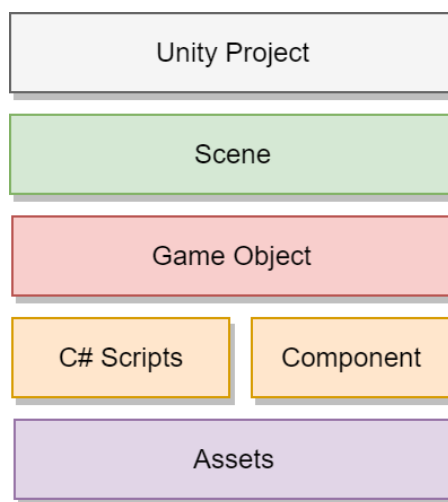 Unity Project
Scene
Game Object
C# Scripts
Component
Assets